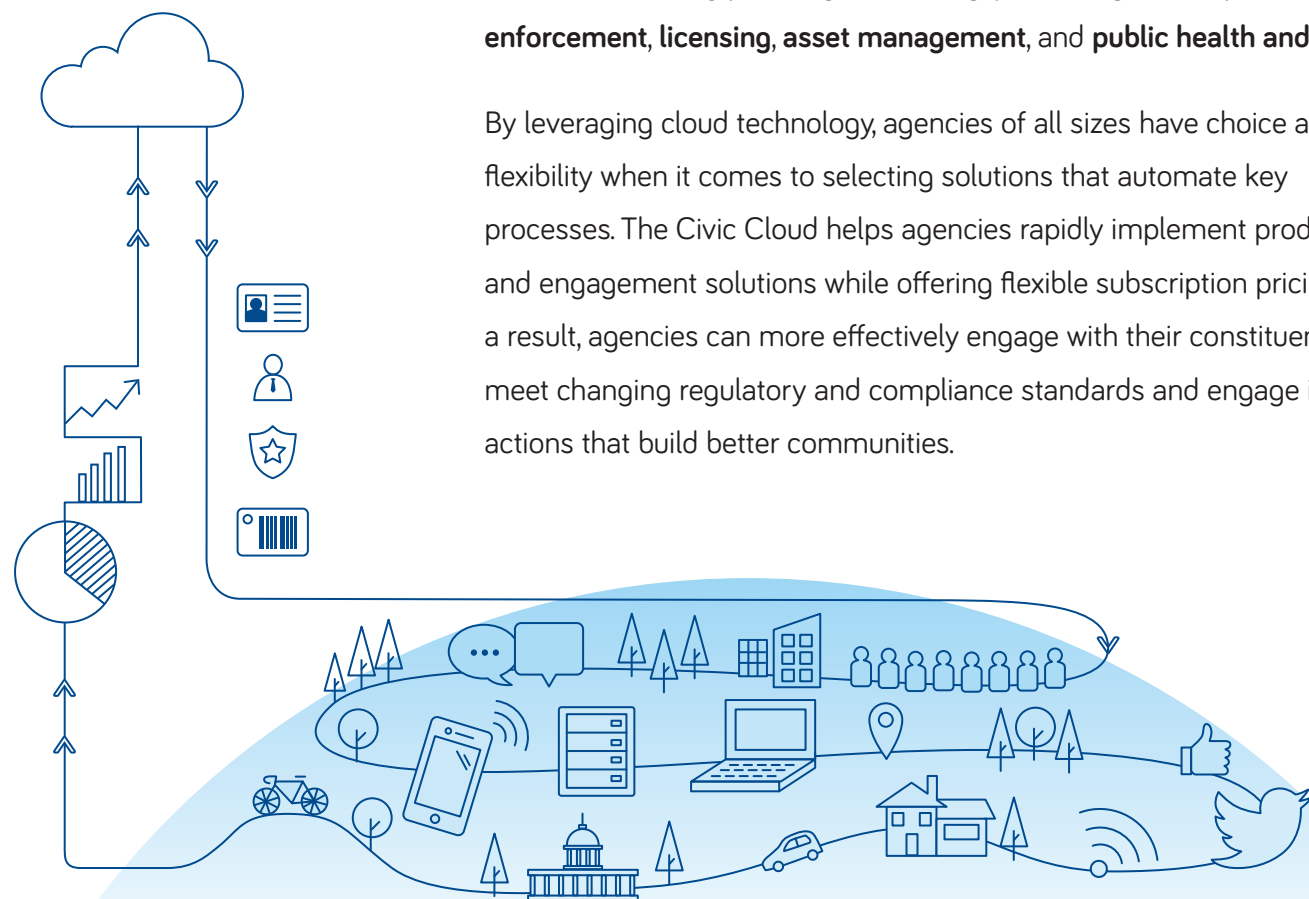 enforcement, licensing, asset management, and public health and
By leveraging cloud technology, agencies of all sizes have choice a
flexibility when it comes to selecting solutions that automate key
processes. The Civic Cloud helps agencies rapidly implement prod
and engagement solutions while offering flexible subscription prici
a result, agencies can more effectively engage with their constituen
meet changing regulatory and compliance standards and engage i
actions that build better communities.